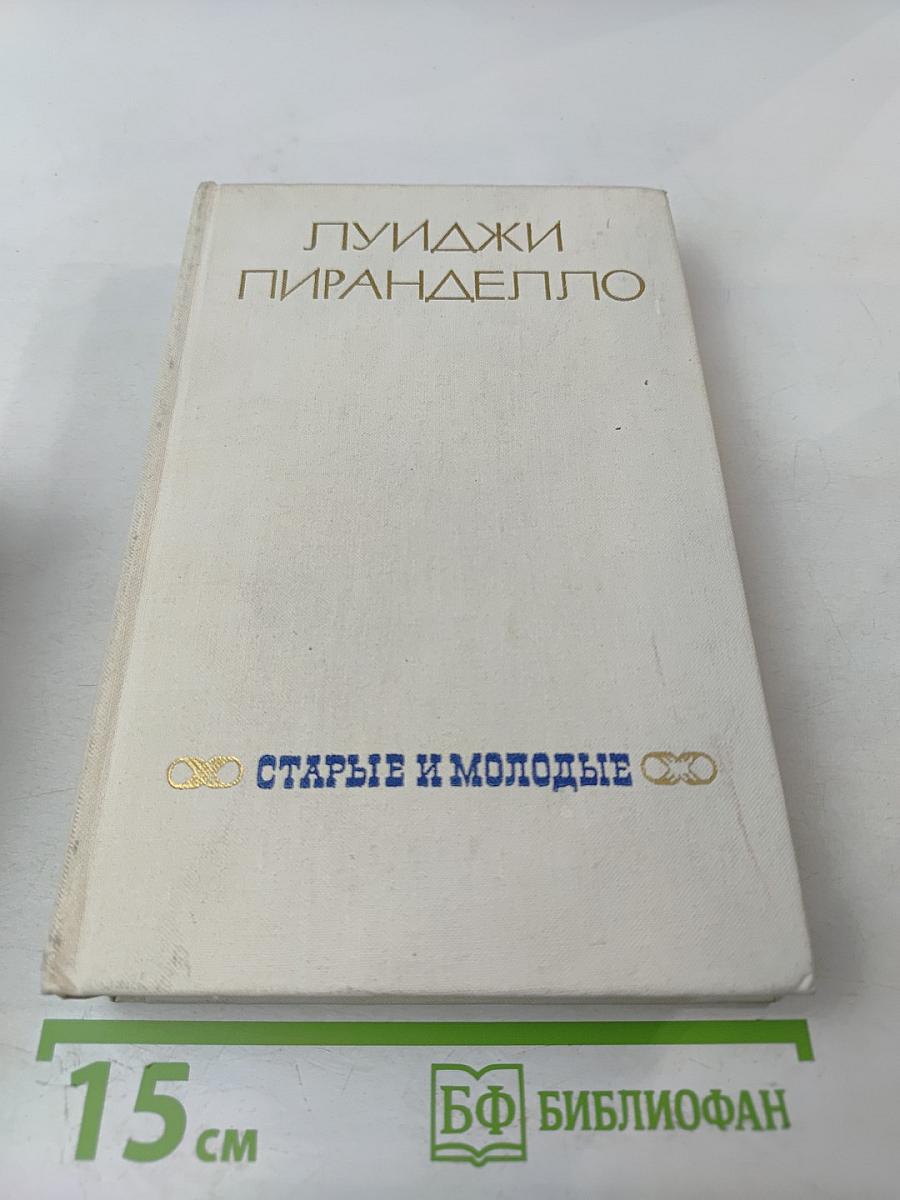 ЛУИДЖИ
ПИРАНДЕЛЛО
СТАРЫЕ И МОЛОДЫЕ
15 см
БФ БИБЛИОФАН